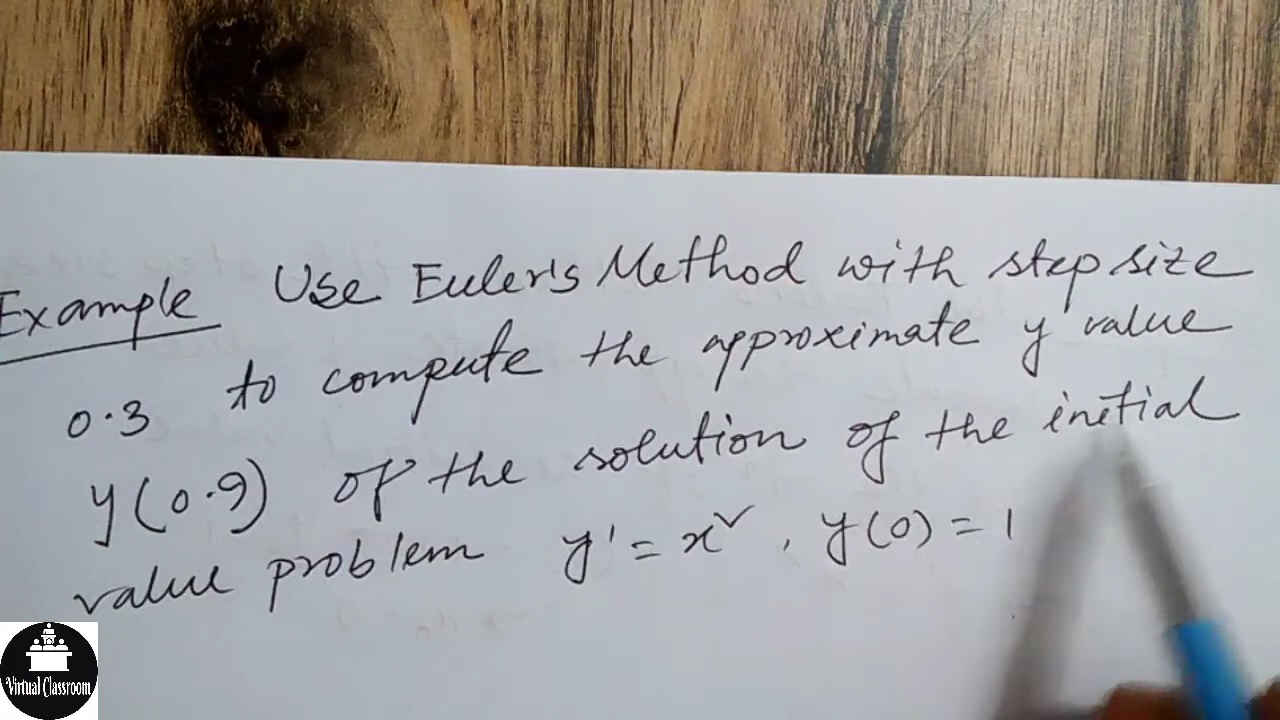 Example Use Euler's Method with step size
0.3 to compute the approximate y value
y(0.9) of the solution of the initial
value problem y' = x², y(0) = 1
Virtual Classroom